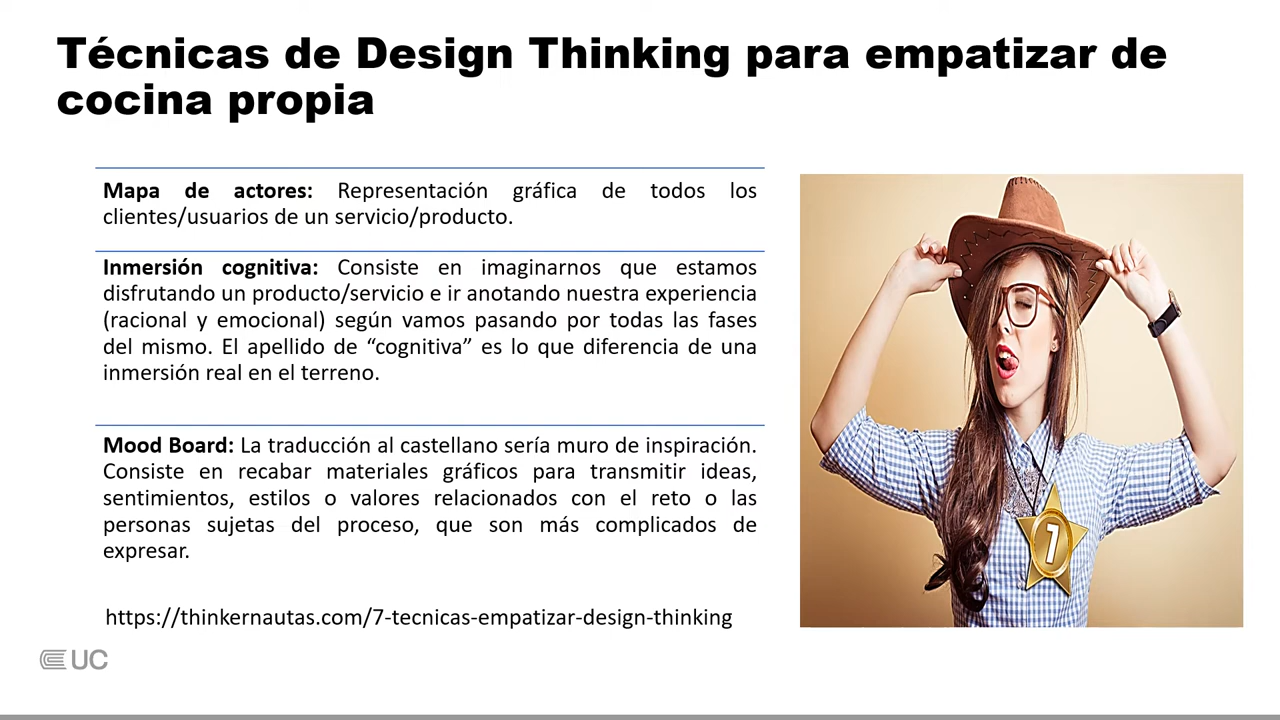 Técnicas de Design Thinking para empatizar de
cocina propia
Mapa de actores: Representación gráfica de todos los
clientes/usuarios de un servicio/producto.
Inmersión cognitiva: Consiste en imaginarnos que estamos
disfrutando un producto/servicio e ir anotando nuestra experiencia
(racional y emocional) según vamos pasando por todas las fases
del mismo. El apellido de “cognitiva” es lo que diferencia de una
inmersión real en el terreno.
Mood Board: La traducción al castellano sería muro de inspiración.
Consiste en recabar materiales gráficos para transmitir ideas,
sentimientos, estilos o valores relacionados con el reto o las
personas sujetas del proceso, que son más complicados de
expresar.
https://thinkernautas.com/7-tecnicas-empatizar-design-thinking
7
UC